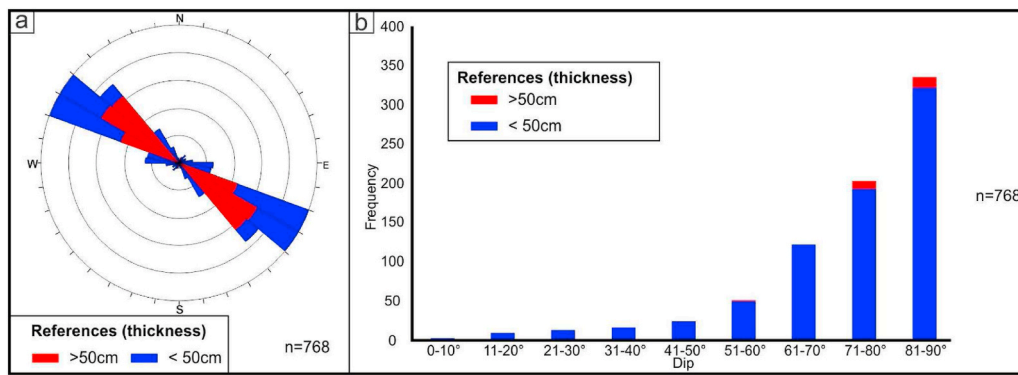 a
N
W
E
S
References (thickness)
>50cm < 50cm
n=768
b
400
350
300
250
200
150
100
50
0
Frequency
References (thickness)
>50cm
< 50cm
n=768
0-10° 11-20° 21-30° 31-40° 41-50° 51-60° 61-70° 71-80° 81-90°
Dip